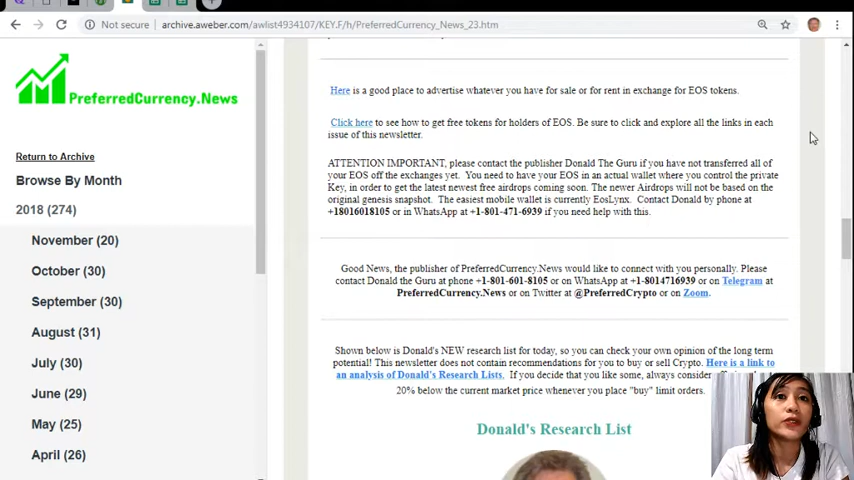 Not secure | archive.aweber.com/awlist4934107/KEY.F/h/PreferredCurrency_News_23.htm
PreferredCurrency.News
Return to Archive
Browse By Month
2018 (274)
November (20)
October (30)
September (30)
August (31)
July (30)
June (29)
May (25)
April (26)
Here is a good place to advertise whatever you have for sale or for rent in exchange for EOS tokens.
Click here to see how to get free tokens for holders of EOS. Be sure to click and explore all the links in each
issue of this newsletter.
ATTENTION IMPORTANT, please contact the publisher Donald The Guru if you have not transferred all of
your EOS off the exchanges yet. You need to have your EOS in an actual wallet where you control the private
Key, in order to get the latest newest free airdrops coming soon. The newer Airdrops will not be based on the
original genesis snapshot. The easiest mobile wallet is currently EosLynx. Contact Donald by phone at
+18016018105 or in WhatsApp at +1-801-471-6939 if you need help with this.
Good News, the publisher of PreferredCurrency.News would like to connect with you personally. Please
contact Donald the Guru at phone +1-801-601-8105 or on WhatsApp at +1-8014716939 or on Telegram at
PreferredCurrency.News or on Twitter at @PreferredCrypto or on Zoom.
Shown below is Donald's NEW research list for today, so you can check your own opinion of the long term
potential! This newsletter does not contain recommendations for you to buy or sell Crypto. Here is a link to
an analysis of Donald's Research Lists. If you decide that you like some, always consider
20% below the current market price whenever you place "buy" limit orders.
Donald's Research List